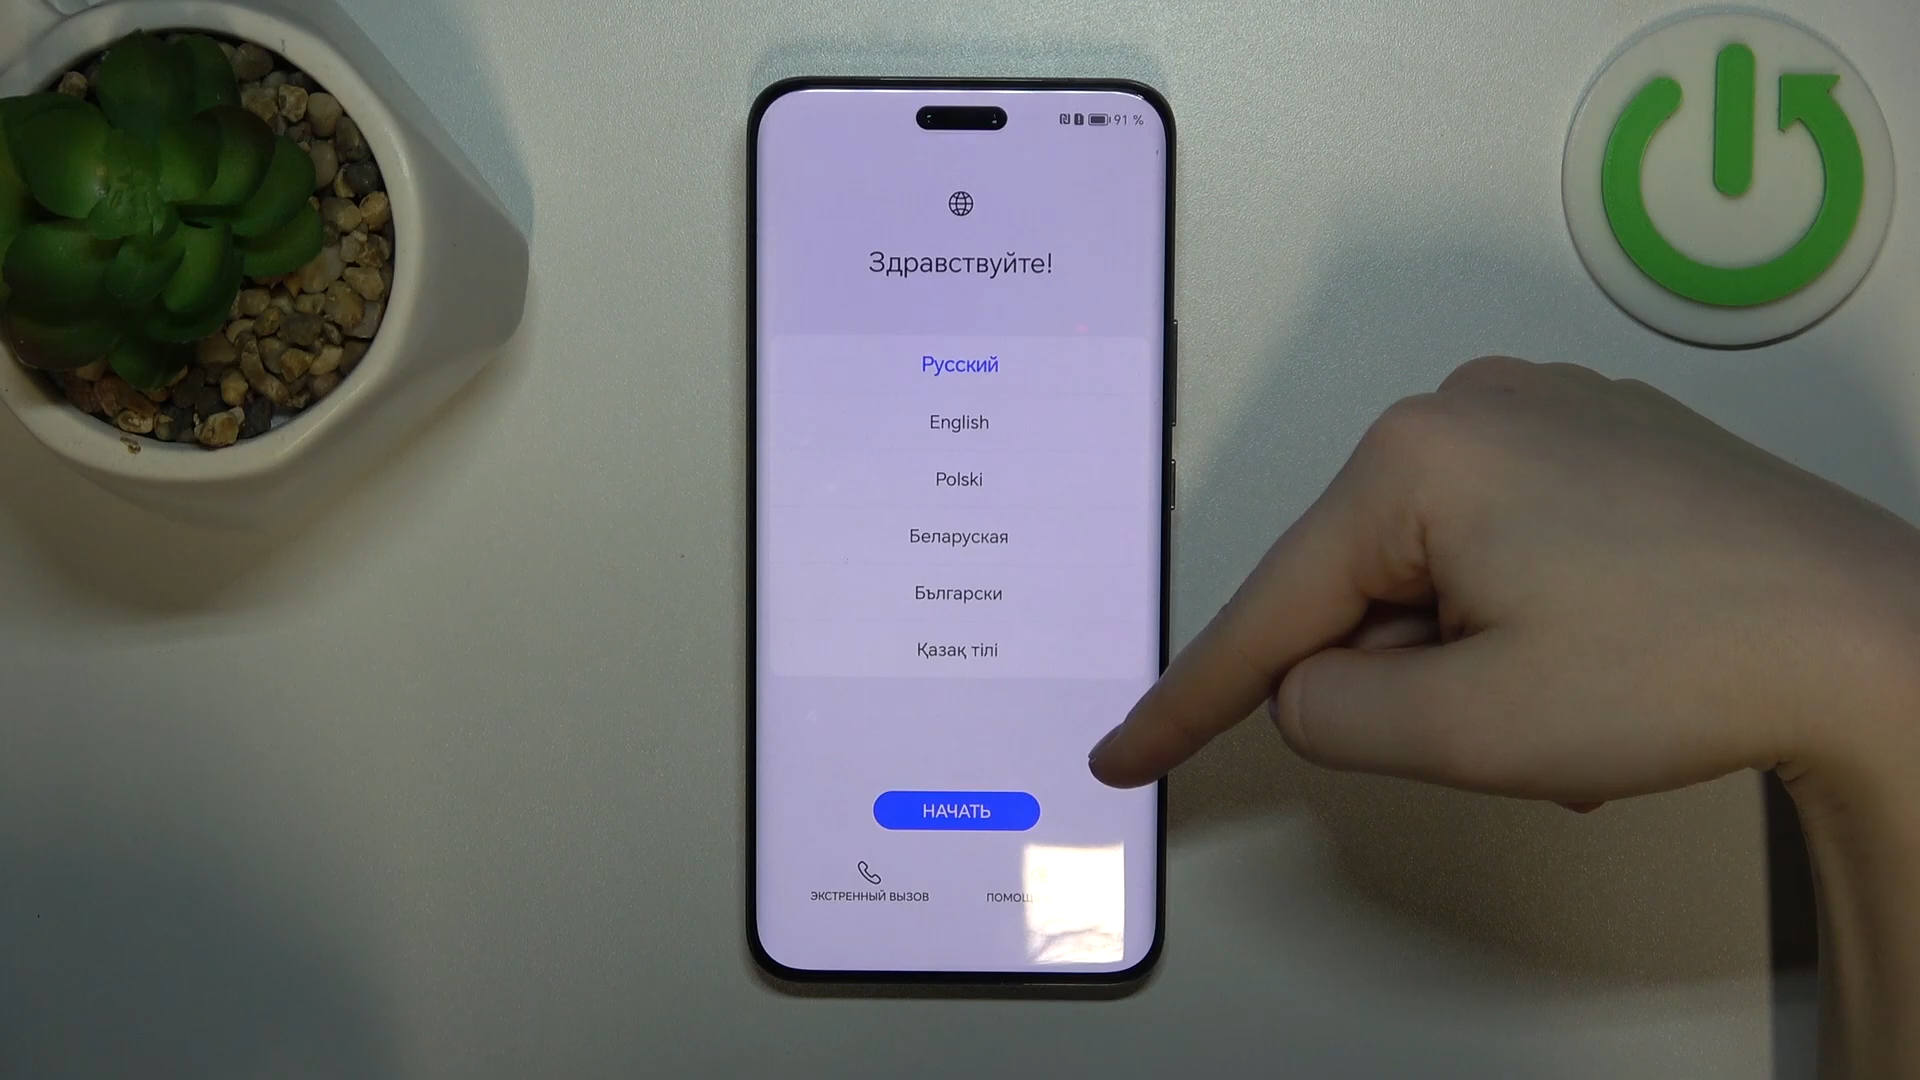 91 %
Здравствуйте!
Русский
English
Polski
Беларуская
Български
Қазақ тілі
НАЧАТЬ
ЭКСТРЕННЫЙ ВЫЗОВ